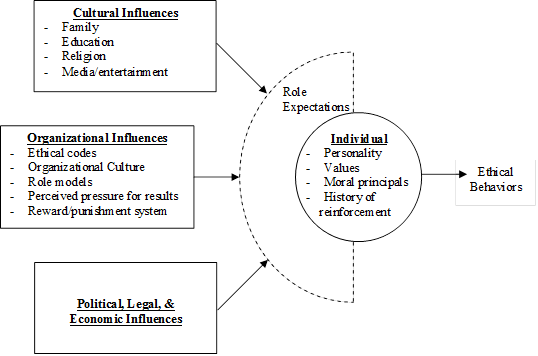 Cultural Influences
- Family
- Education
- Religion
- Media/entertainment
Role
Expectations
Organizational Influences
- Ethical codes
- Organizational Culture
- Role models
- Perceived pressure for results
- Reward/punishment system
Individual
- Personality
- Values
- Moral principals
- History of
reinforcement
Ethical
Behaviors
Political, Legal, &
Economic Influences